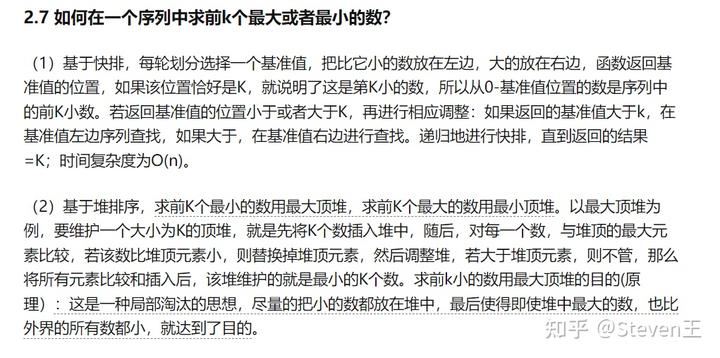 2.7 如何在一个序列中求前k个最大或者最小的数？
（1）基于快排，每轮划分选择一个基准值，把比它小的数放在左边，大的放在右边，函数返回基
准值的位置，如果该位置恰好是K，就说明了这是第K小的数，所以从0-基准值位置的数是序列中
的前K小数。若返回基准值的位置小于或者大于K，再进行相应调整：如果返回的基准值大于k，在
基准值左边序列查找，如果大于，在基准值右边进行查找。递归地进行快排，直到返回的结果
=K；时间复杂度为O(n)。
（2）基于堆排序，求前K个最小的数用最大顶堆，求前K个最大的数用最小顶堆。以最大顶堆为
例，要维护一个大小为K的顶堆，就是先将K个数插入堆中，随后，对每一个数，与堆顶的最大元
素比较，若该数比堆顶元素小，则替换掉堆顶元素，然后调整堆，若大于堆顶元素，则不管，那么
将所有元素比较和插入后，该堆维护的就是最小的K个数。求前k小的数用最大顶堆的目的(原
理）：这是一种局部淘汰的思想，尽量的把小的数都放在堆中，最后使得即使堆中最大的数，也比
外界的所有数都小，就达到了目的。
知乎 @Steven王